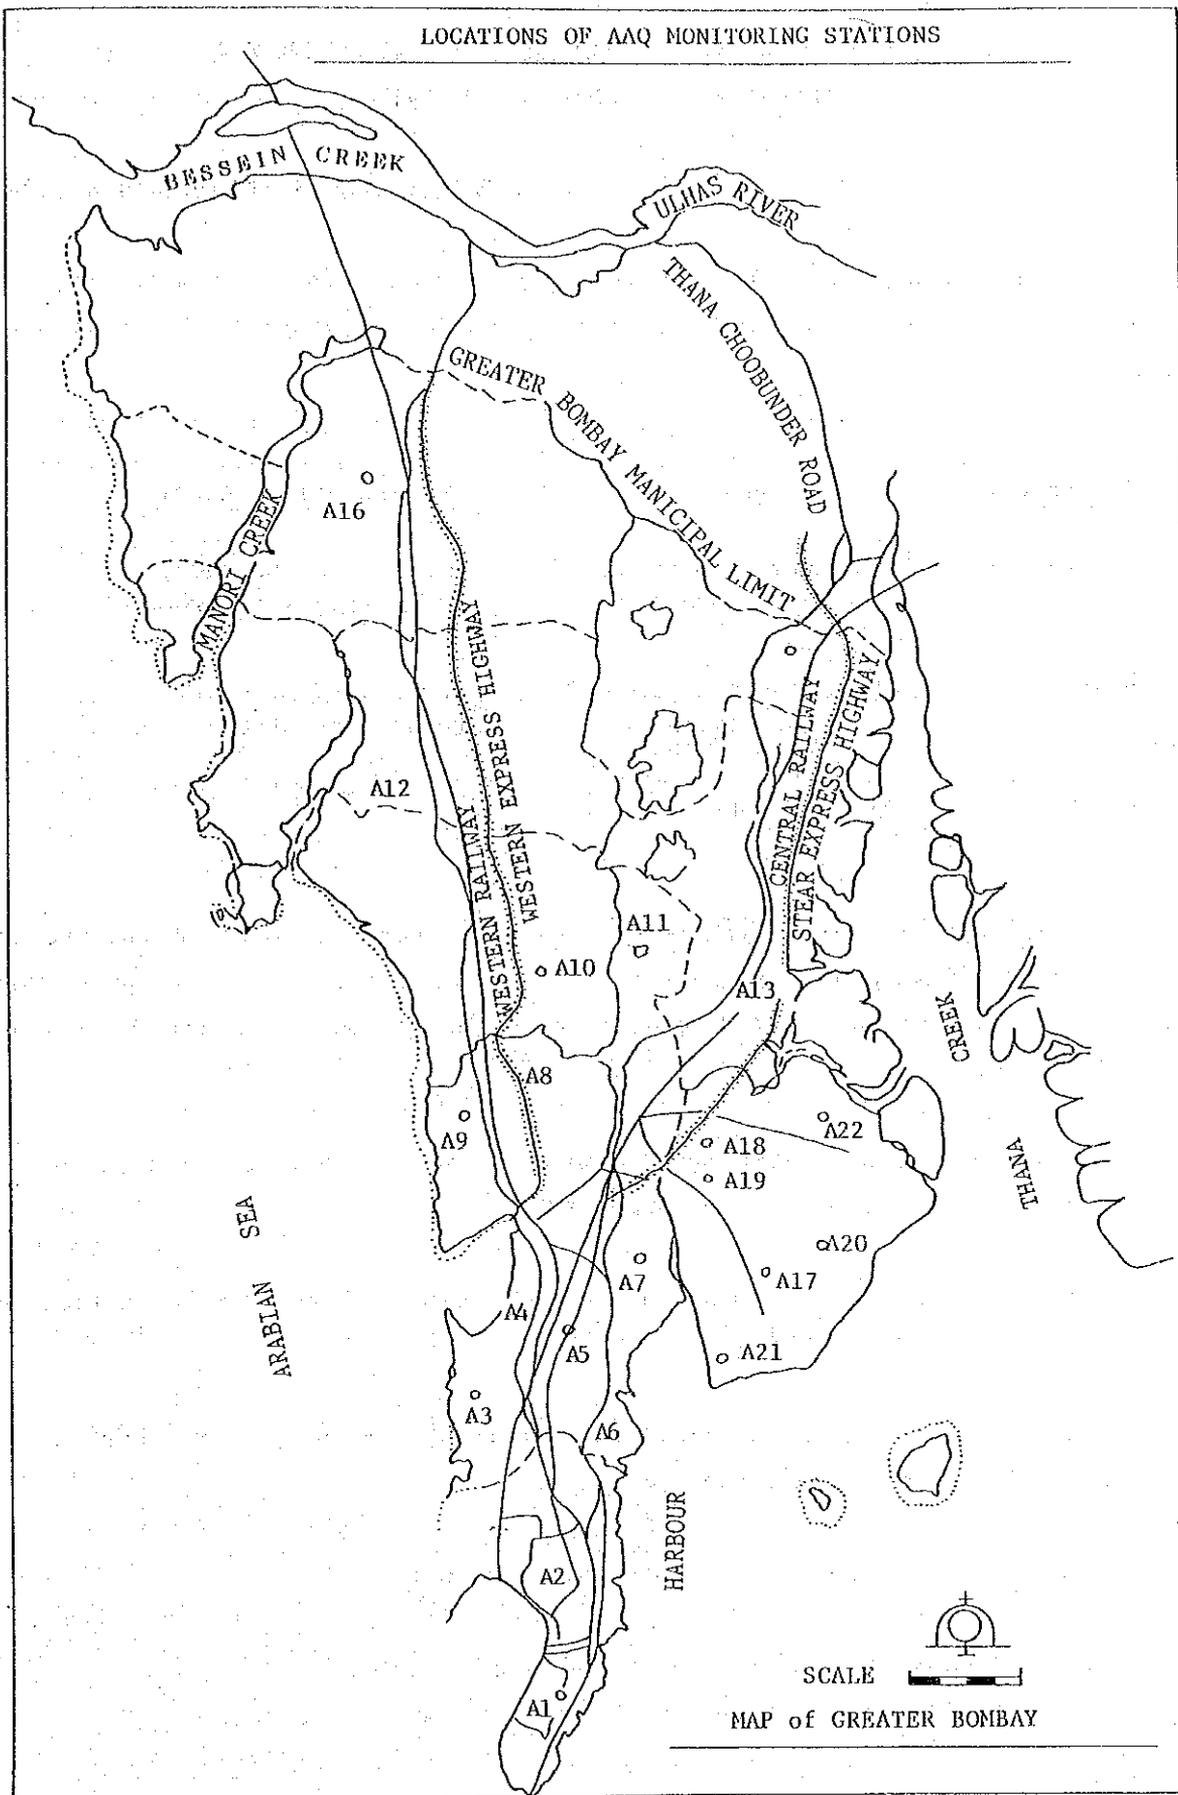 LOCATIONS OF AAQ MONITORING STATIONS
BESSEIN CREEK
ULHAS RIVER
THANA CHOOBUNDER ROAD
GREATER BOMBAY MANICIPAL LIMIT
A16
MANORI CREEK
WESTERN EXPRESS HIGHWAY
CENTRAL RAILWAY
STEAR EXPRESS HIGHWAY
A12
WESTERN RAILWAY
WESTERN EXPRESS HIGHWAY
A11
A10
A13
CREEK
THANA
A8
A9
A22
A18
A19
ARABIAN SEA
A20
A7
A17
A4
A5
A21
A3
A6
HARBOUR
A2
A1
SCALE
MAP of GREATER BOMBAY